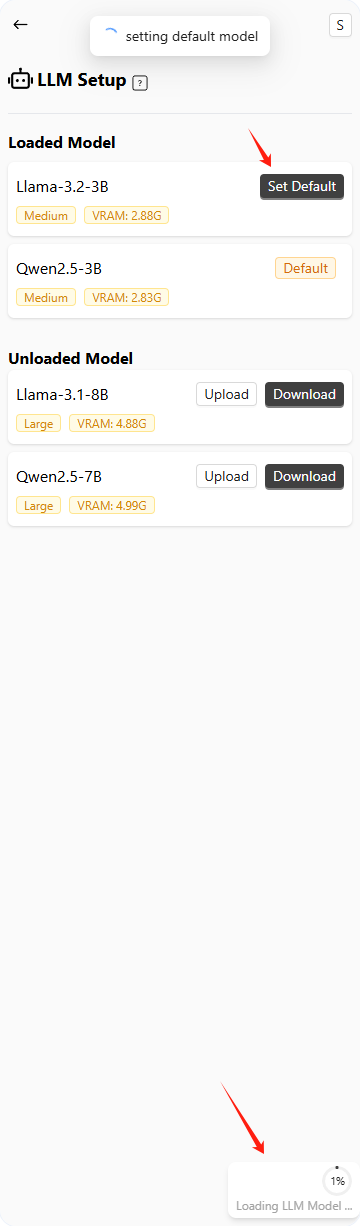 setting default model
S
LLM Setup ?
Loaded Model
Llama-3.2-3B
Set Default
Medium VRAM: 2.88G
Qwen2.5-3B
Default
Medium VRAM: 2.83G
Unloaded Model
Llama-3.1-8B
Upload Download
Large VRAM: 4.88G
Qwen2.5-7B
Upload Download
Large VRAM: 4.99G
1%
Loading LLM Model ...